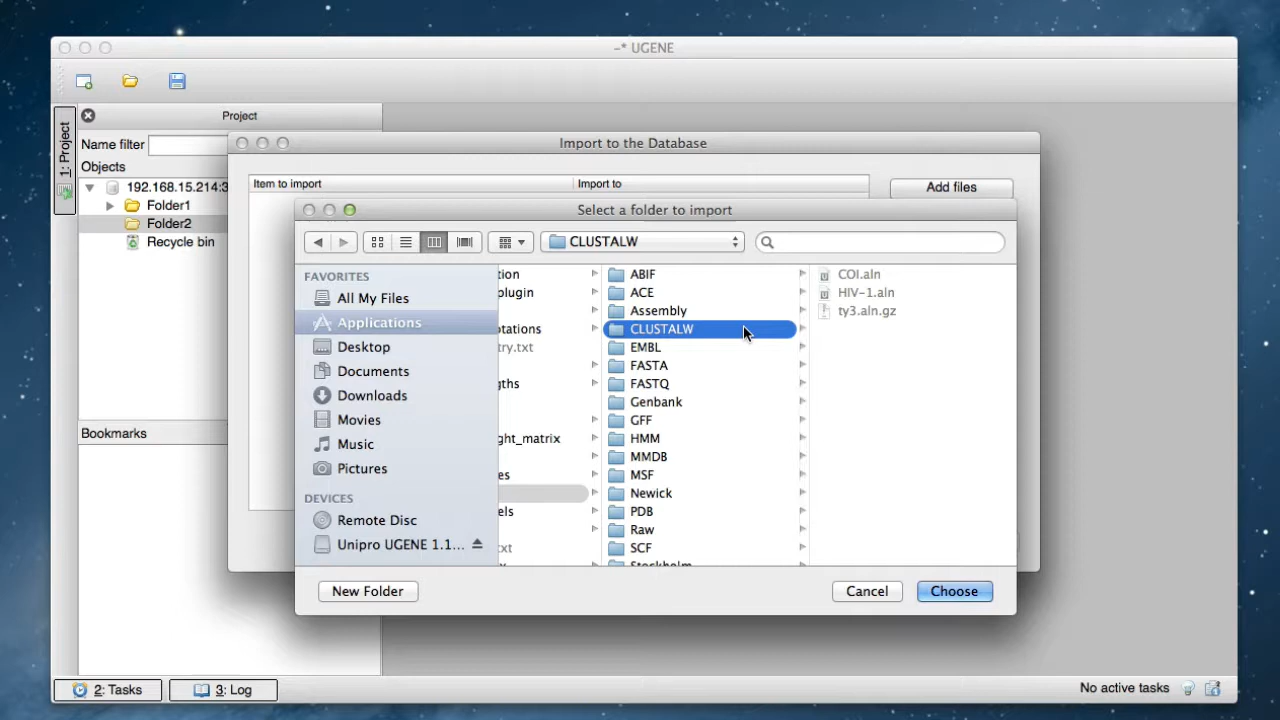 -* UGENE
Project
1: Project
Name filter
Objects
192.168.15.214:3
Folder1
Folder2
Recycle bin
Bookmarks
Import to the Database
Item to import
Import to
Add files
Select a folder to import
CLUSTALW
FAVORITES
All My Files
Applications
Desktop
Documents
Downloads
Movies
Music
Pictures
DEVICES
Remote Disc
Unipro UGENE 1.1...
tion
plugin
otations
try.txt
gths
ght_matrix
es
els
txt
ABIF
ACE
Assembly
CLUSTALW
EMBL
FASTA
FASTQ
Genbank
GFF
HMM
MMDB
MSF
Newick
PDB
Raw
SCF
Stockholm
COI.aln
HIV-1.aln
ty3.aln.gz
New Folder
Cancel
Choose
2: Tasks
3: Log
No active tasks